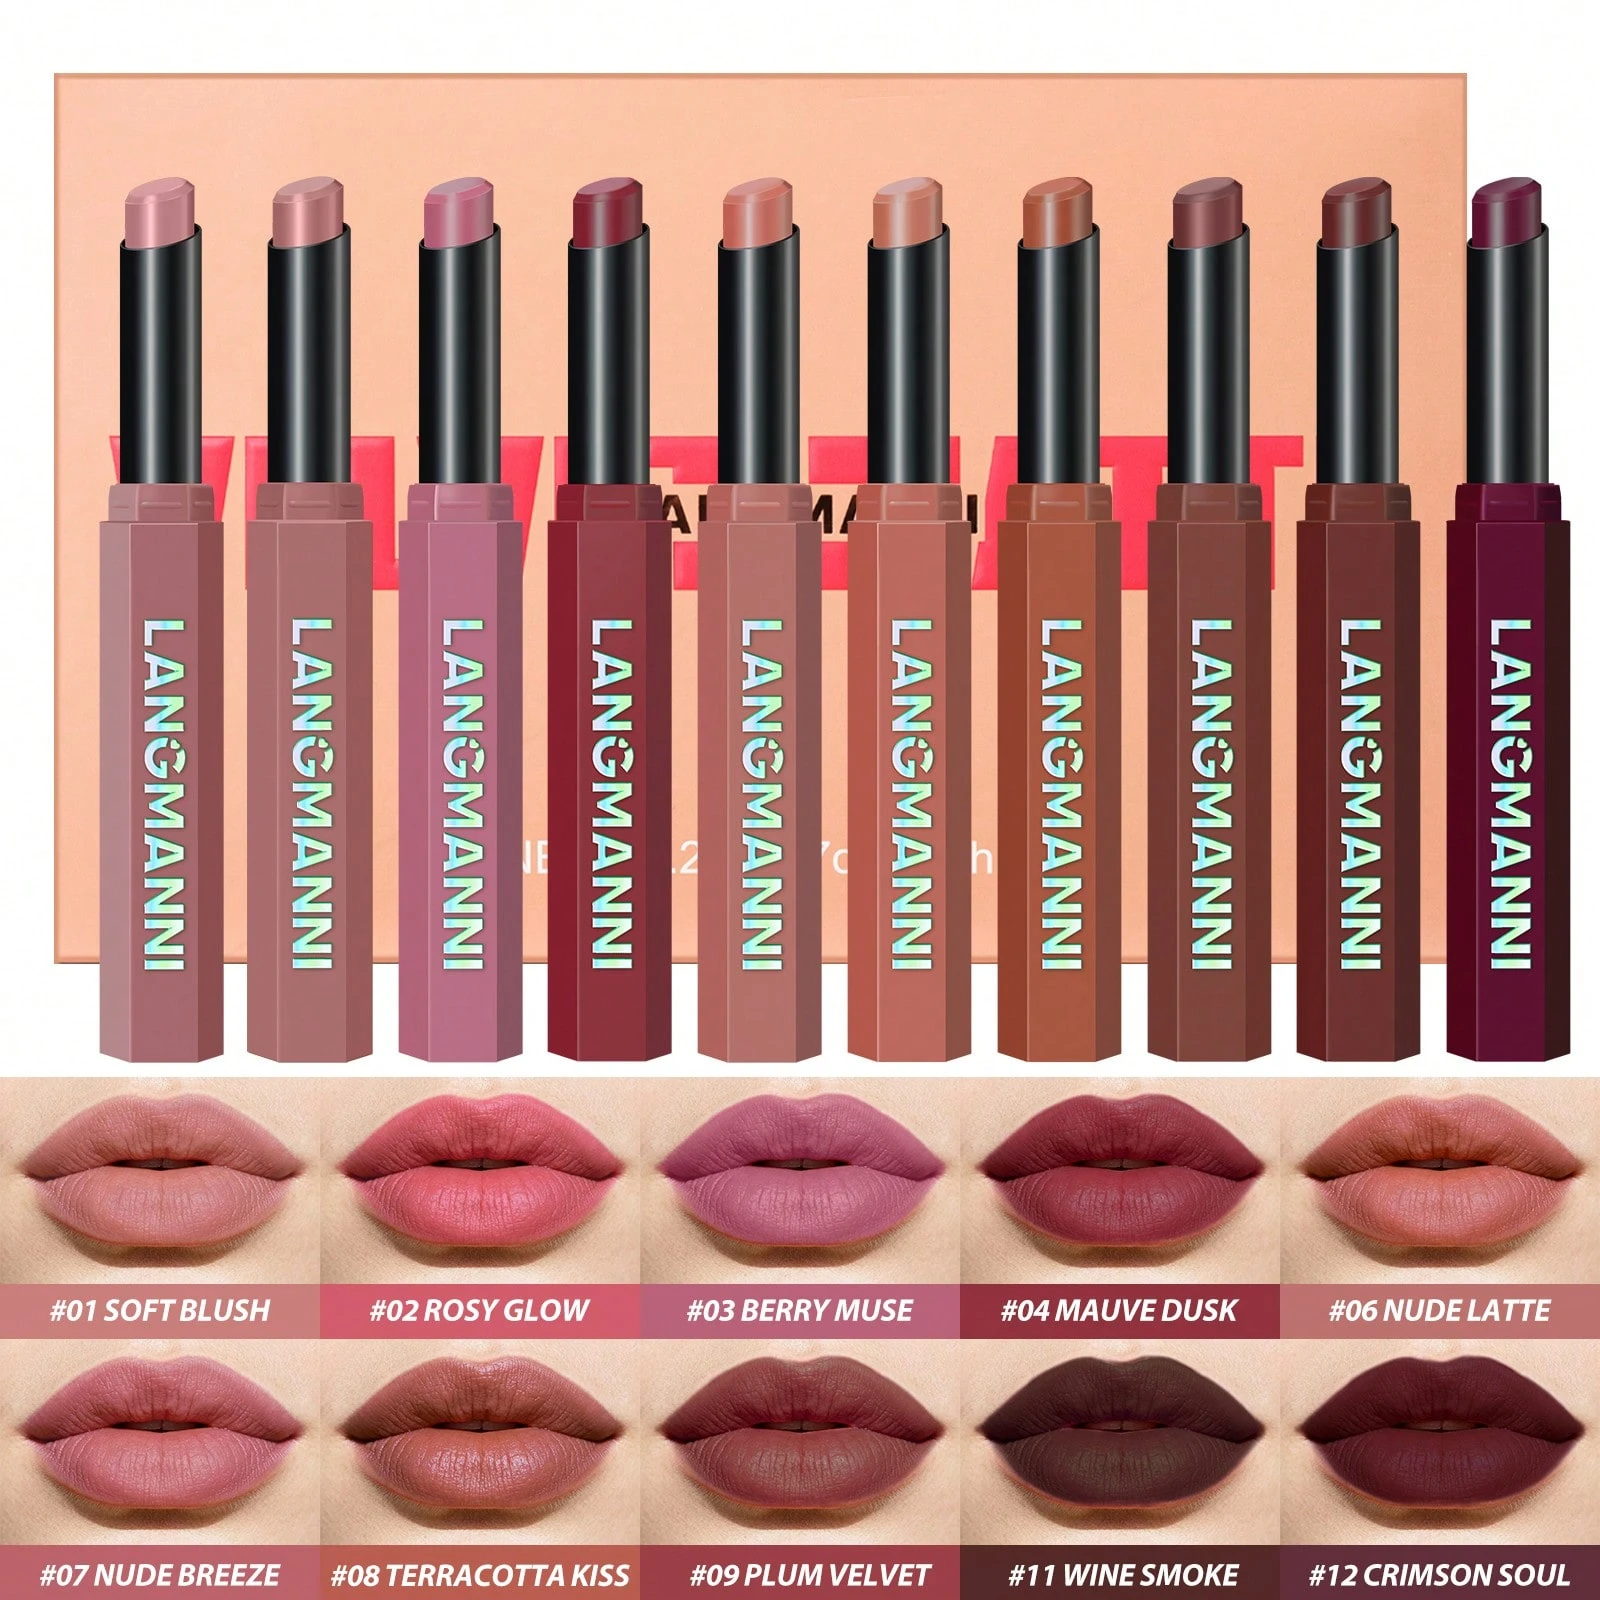 LANGMANNI
LANGMANNI
LANGMANNI
LANGMANNI
LANGMANNI
LANGMANNI
LANGMANNI
LANGMANNI
LANGMANNI
LANGMANNI
#01 SOFT BLUSH
#02 ROSY GLOW
#03 BERRY MUSE
#04 MAUVE DUSK
#06 NUDE LATTE
#07 NUDE BREEZE
#08 TERRACOTTA KISS
#09 PLUM VELVET
#11 WINE SMOKE
#12 CRIMSON SOUL